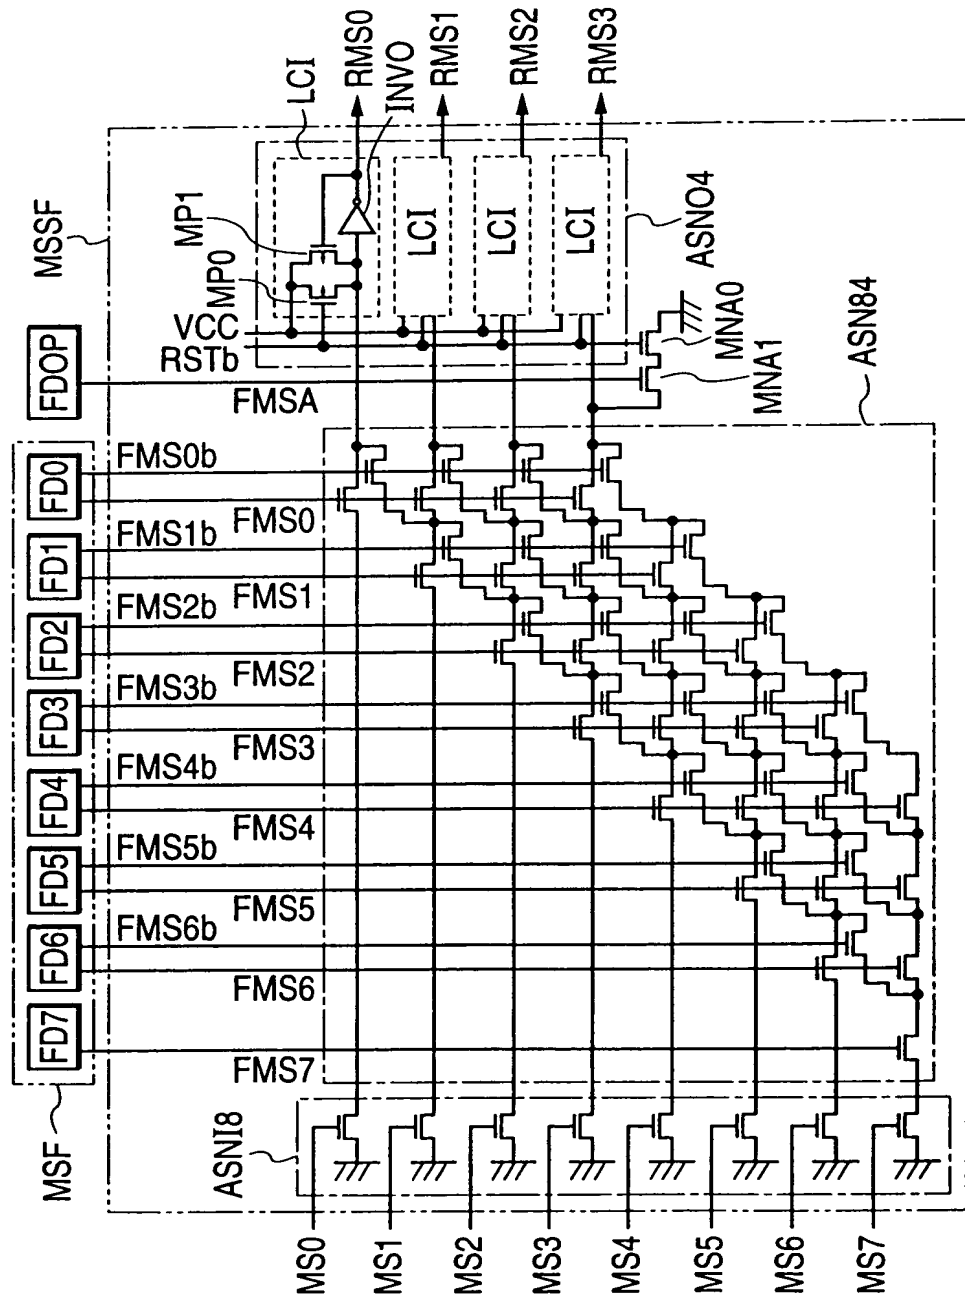 MSSF
MSF
FDOP
FD0
FD1
FD2
FD3
FD4
FD5
FD6
FD7
LCI
RMS0
INVO
RMS1
RMS2
RMS3
MP1
MP0
LCI
LCI
LCI
VCC
RSTb
ASNO4
FMSA
MNA0
MNA1
ASN84
FMS0b
FMS0
FMS1b
FMS1
FMS2b
FMS2
FMS3b
FMS3
FMS4b
FMS4
FMS5b
FMS5
FMS6b
FMS6
FMS7
ASNI8
MS0
MS1
MS2
MS3
MS4
MS5
MS6
MS7